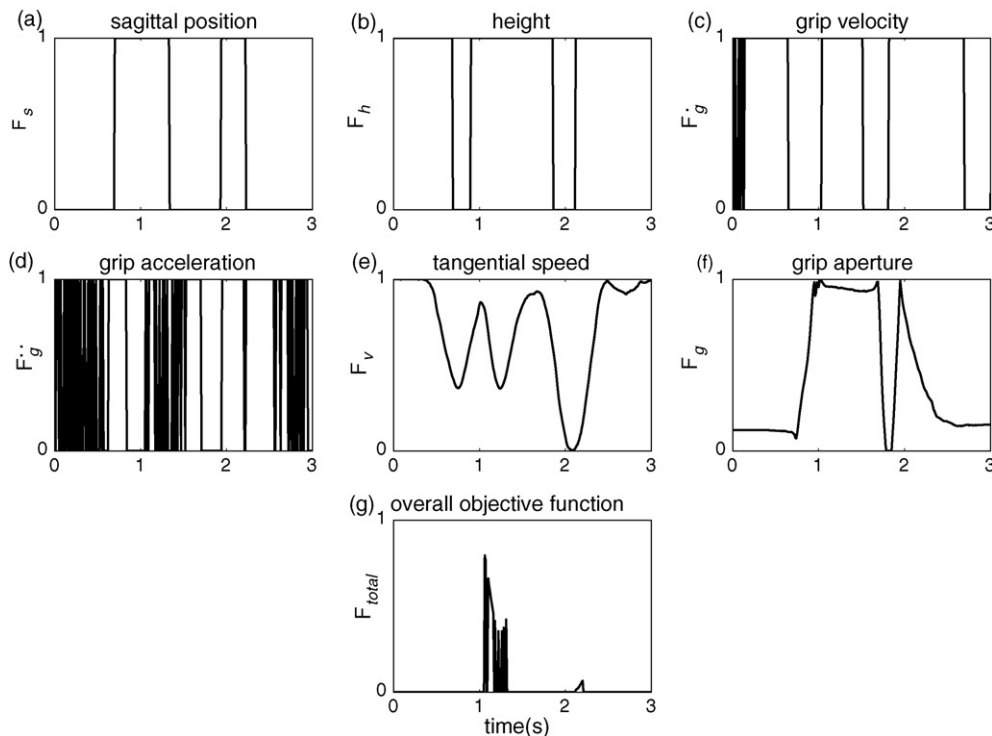 (a) sagittal position
1
F_s
0
0 1 2 3
(b) height
1
F_h
0
0 1 2 3
(c) grip velocity
1
F_ġ
0
0 1 2 3
(d) grip acceleration
1
F_g̈
0
0 1 2 3
(e) tangential speed
1
F_v
0
0 1 2 3
(f) grip aperture
1
F_g
0
0 1 2 3
(g) overall objective function
1
F_total
0
0 1 2 3
time(s)